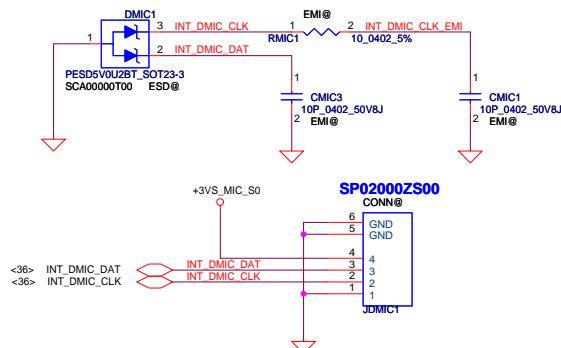 DMIC1
EMI@
3 INT_DMIC_CLK 1 2 INT_DMIC_CLK_EMI
1
RMIC1 10_0402_5%
2 INT_DMIC_DAT
PESD5V0U2BT_SOT23-3
SCA00000T00 ESD@
1
CMIC3
10P_0402_50V8J
2 EMI@
1
CMIC1
10P_0402_50V8J
2 EMI@
+3VS_MIC_S0
SP02000ZS00
CONN@
6 GND
5 GND
4 4
<36> INT_DMIC_DAT INT_DMIC_DAT 3 3
<36> INT_DMIC_CLK INT_DMIC_CLK 2 2
1 1
JDMIC1